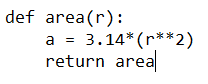 def area(r):
    a = 3.14*(r**2)
    return area